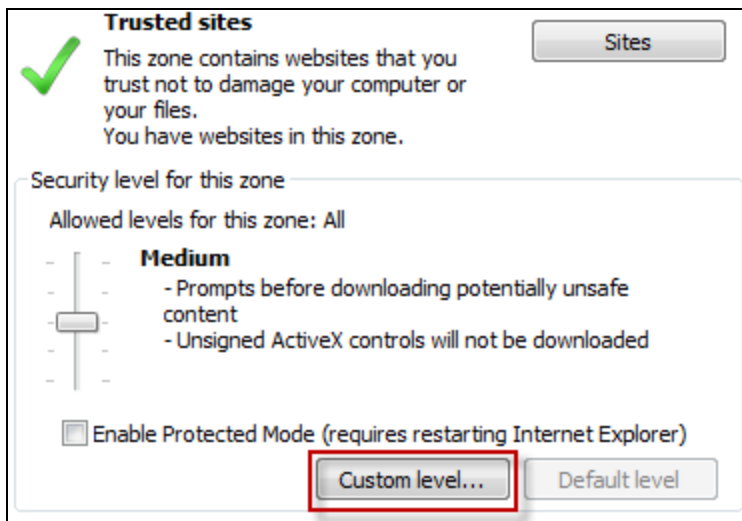 Trusted sites
Sites
This zone contains websites that you
trust not to damage your computer or
your files.
You have websites in this zone.
Security level for this zone
Allowed levels for this zone: All
Medium
- Prompts before downloading potentially unsafe
content
- Unsigned ActiveX controls will not be downloaded
Enable Protected Mode (requires restarting Internet Explorer)
Custom level...
Default level